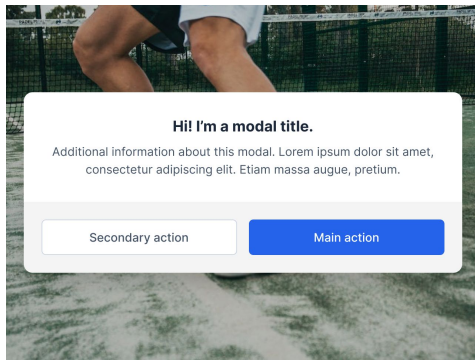 Hi! I'm a modal title.
Additional information about this modal. Lorem ipsum dolor sit amet,
consectetur adipiscing elit. Etiam massa augue, pretium.
Secondary action
Main action